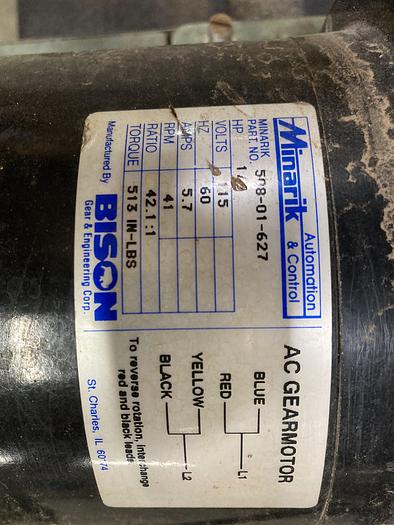 Minarik Automation & Control
MINARIK
PART NO. 508-01-627
HP
VOLTS 115
HZ 60
AMPS 5.7
RPM 41
RATIO 42.1:1
TORQUE 513 IN-LBS
Manufactured By BISON
Gear & Engineering Corp.
AC GEARMOTOR
BLUE
RED
L1
YELLOW
BLACK
L2
To reverse rotation, interchange
red and black leads
St. Charles, IL 60174